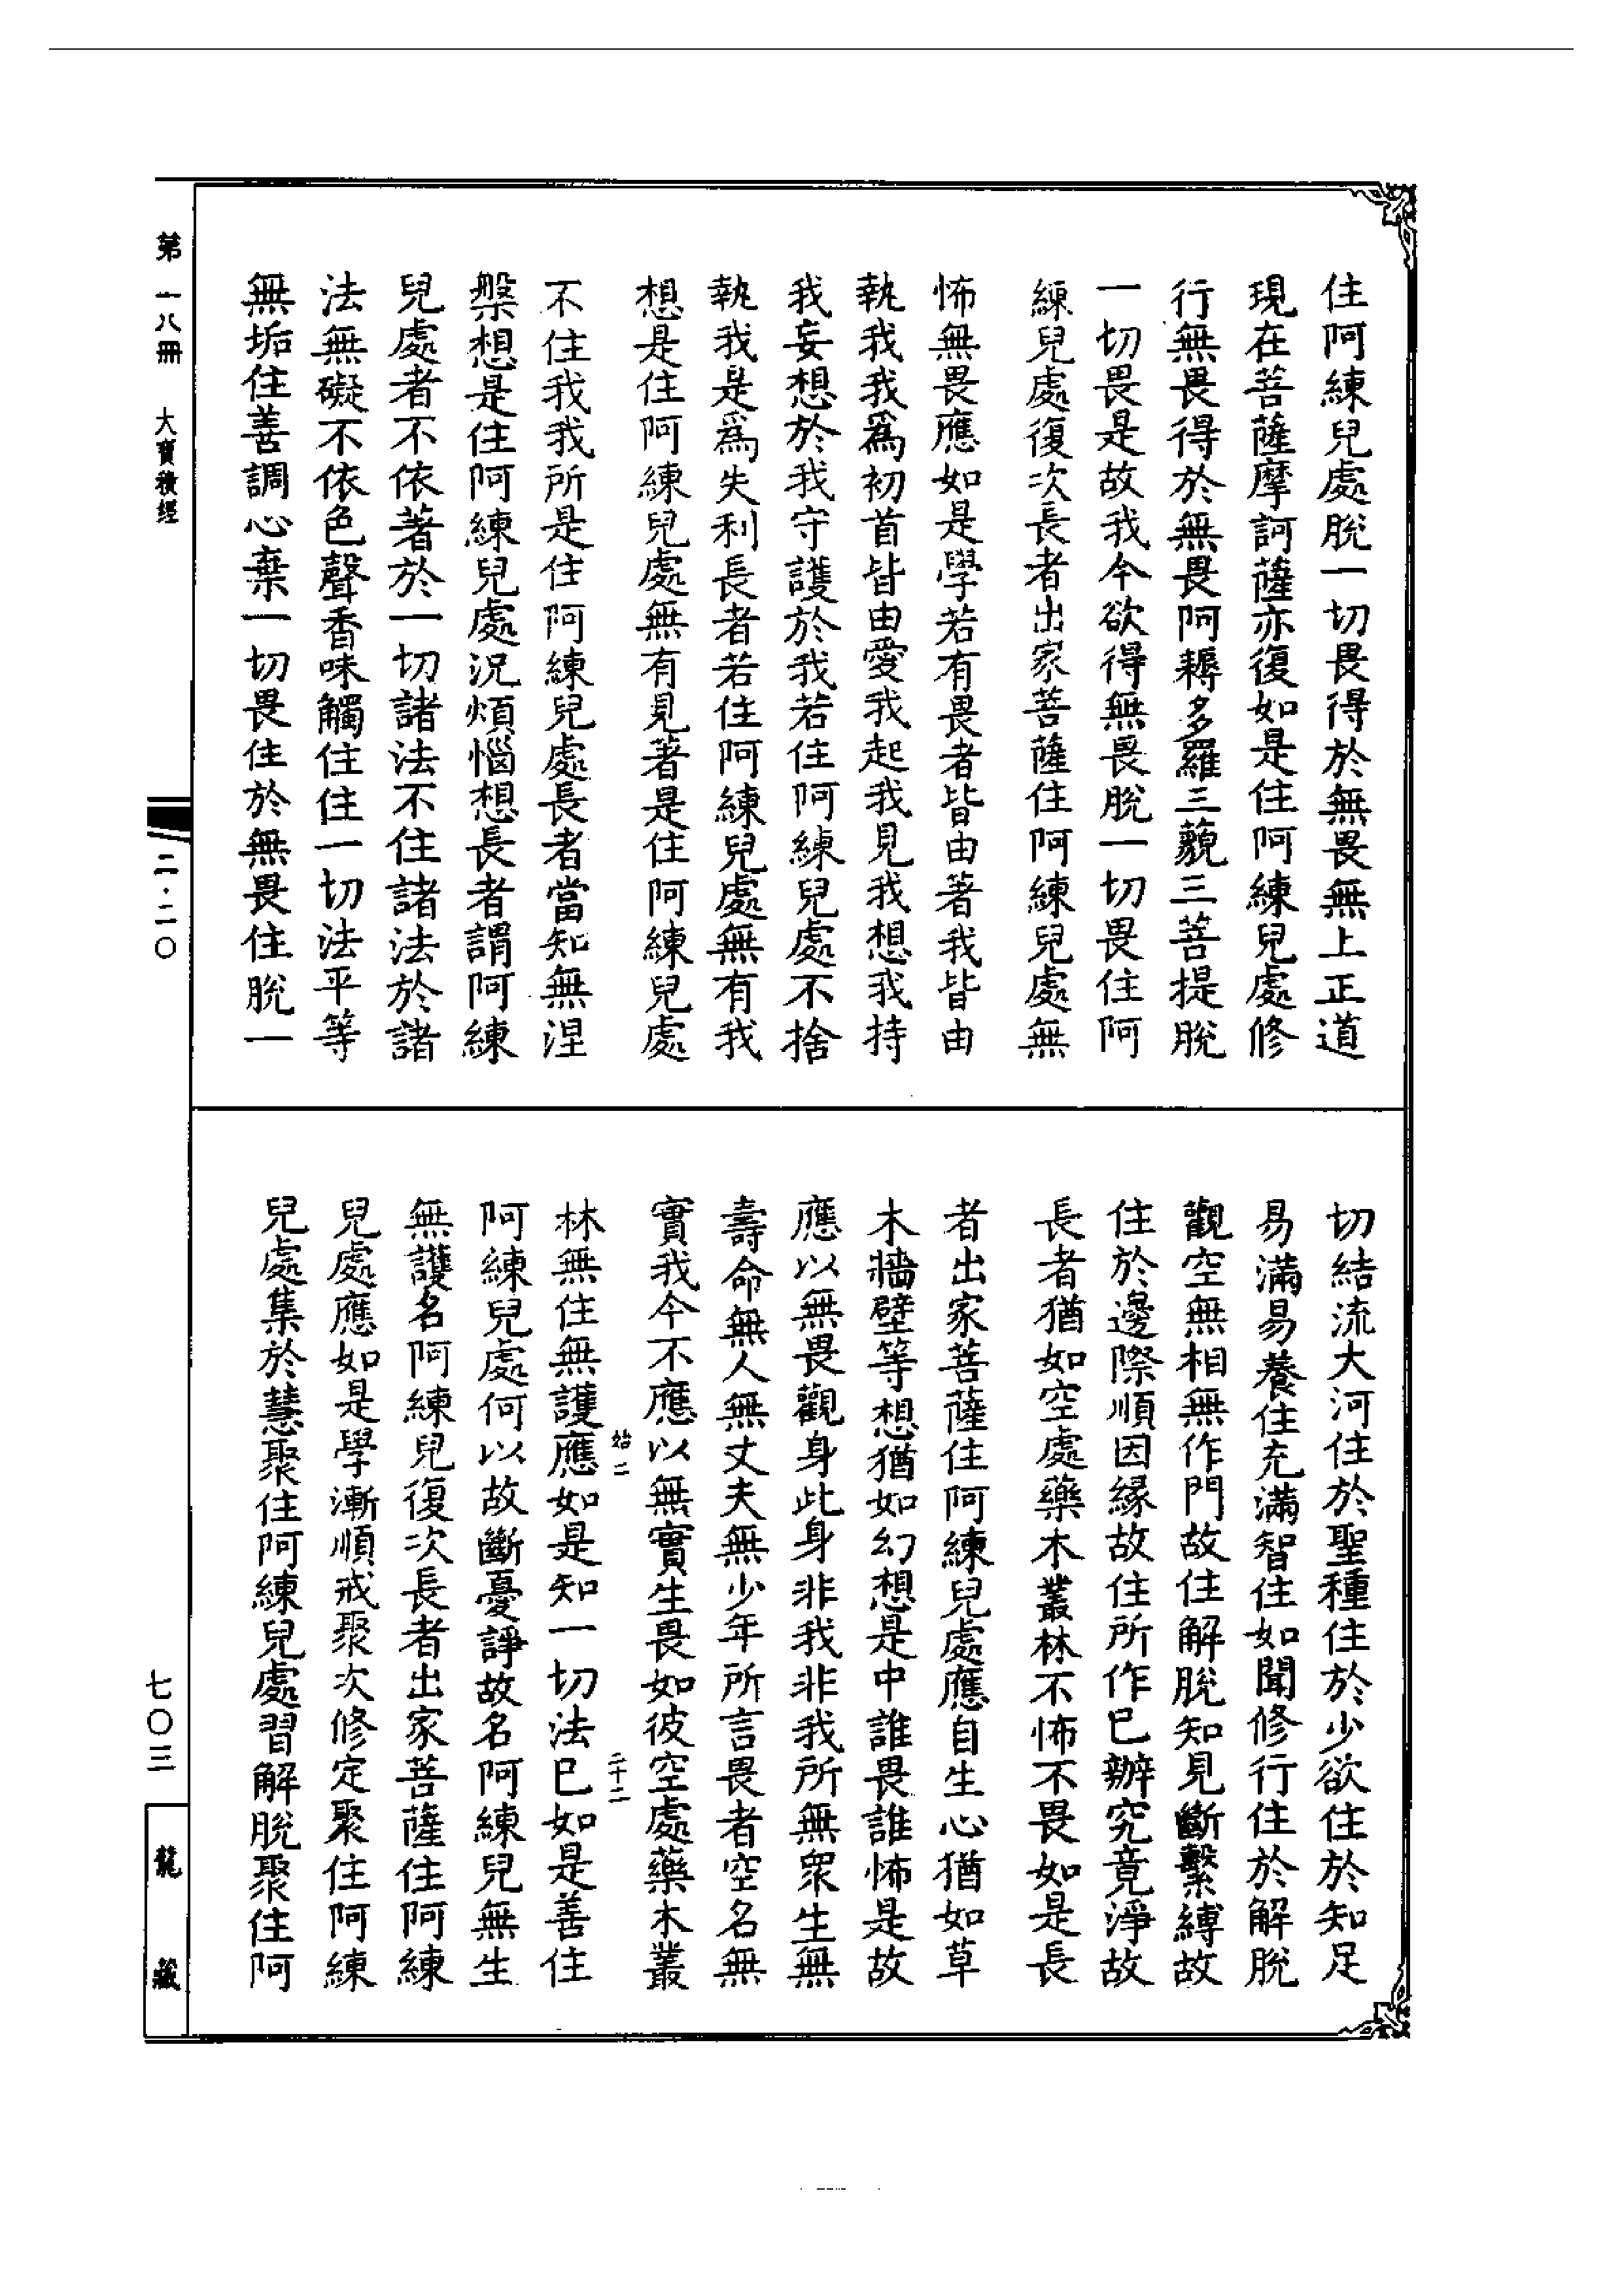 住阿練兒處脫一切畏得於無畏無上正道
現在菩薩摩訶薩亦復如是住阿練兒處修
行無畏得於無畏阿耨多羅三藐三菩提脫
一切畏是故我今欲得無畏脫一切畏住阿
練兒處復次長者出家菩薩住阿練兒處無
怖無畏應如是學若有畏者皆由著我皆由
執我我爲初首皆由愛我起我見我想我持
我妄想於我守護於我若住阿練兒處不捨
執我是爲失利長者若住阿練兒處無有我
想是住阿練兒處無有見著是住阿練兒處
不住我我所是住阿練兒處長者當知無涅
槃想是住阿練兒處況煩惱想長者謂阿練
兒處者不依著於一切諸法不住諸法於諸
法無礙不依色聲香味觸住住一切法平等
無垢住善調心棄一切畏住於無畏住脫一
切結流大河住於聖種住於少欲住於知足
易滿易養住充滿智住如聞修行住於解脫
觀空無相無作門故住解脫知見斷繫縛故
住於邊際順因緣故住所作已辦究竟淨故
長者猶如空處藥木叢林不怖不畏如是長
者出家菩薩住阿練兒處應自生心猶如草
木牆壁等想猶如幻想是中誰畏誰怖是故
應以無畏觀身此身非我非我所無眾生無
壽命無人無丈夫無少年所言畏者空名無
實我今不應以無實生畏如彼空處藥木叢
林無住無護應如是知一切法已如是善住
始二 二十二
阿練兒處何以故斷憂諍故名阿練兒無生
無護名阿練兒復次長者出家菩薩住阿練
兒處應如是學漸順戒聚次修定聚住阿練
兒處集於慧聚住阿練兒處習解脫聚住阿
第一八冊 大寶積經
二·二〇
七〇三
龍藏